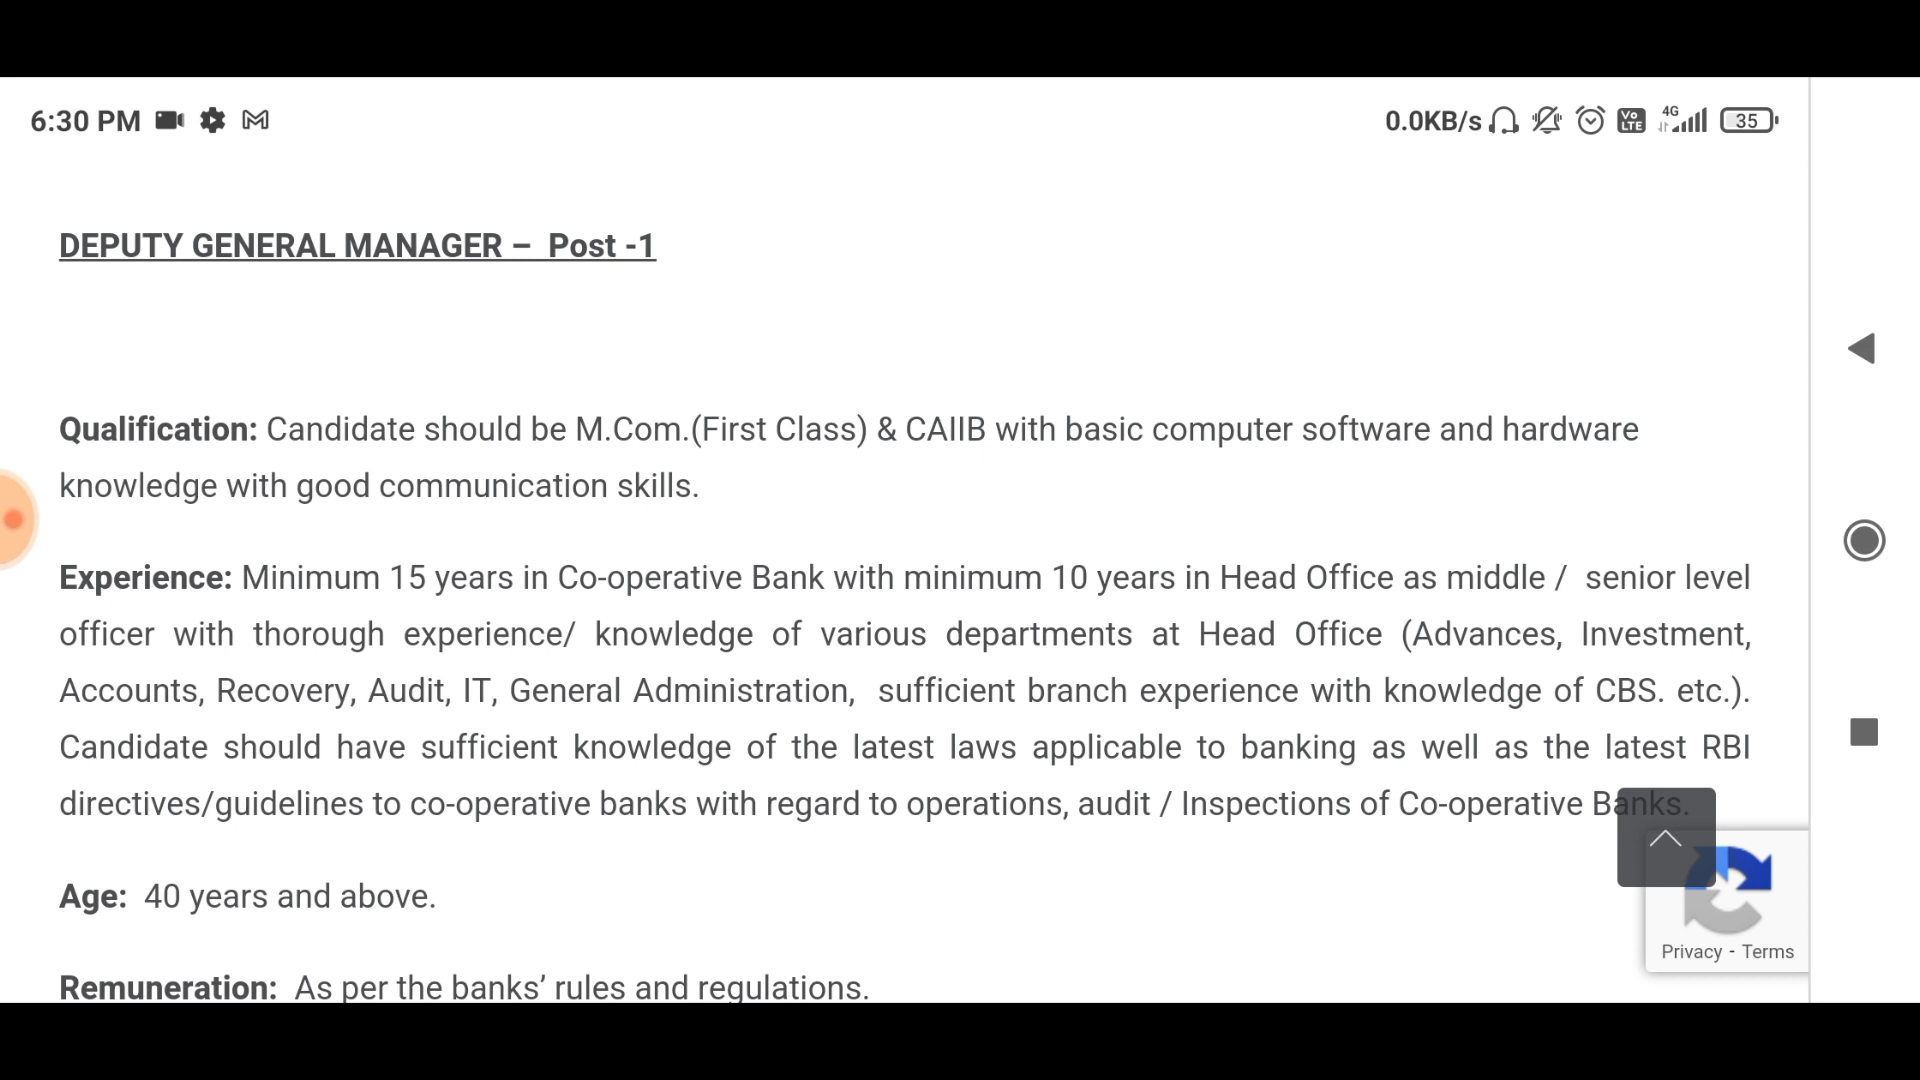 6:30 PM
0.0KB/s Vo LTE 4G 35
DEPUTY GENERAL MANAGER – Post -1
Qualification: Candidate should be M.Com.(First Class) & CAIIB with basic computer software and hardware
knowledge with good communication skills.
Experience: Minimum 15 years in Co-operative Bank with minimum 10 years in Head Office as middle / senior level
officer with thorough experience/ knowledge of various departments at Head Office (Advances, Investment,
Accounts, Recovery, Audit, IT, General Administration, sufficient branch experience with knowledge of CBS. etc.).
Candidate should have sufficient knowledge of the latest laws applicable to banking as well as the latest RBI
directives/guidelines to co-operative banks with regard to operations, audit / Inspections of Co-operative Banks.
Age: 40 years and above.
Privacy - Terms
Remuneration: As per the banks’ rules and regulations.